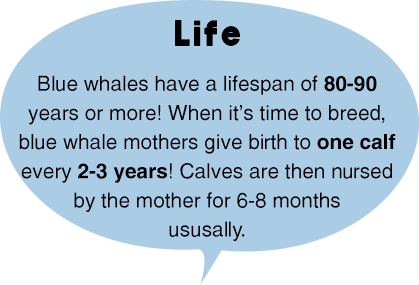 Life
Blue whales have a lifespan of 80-90
years or more! When it's time to breed,
blue whale mothers give birth to one calf
every 2-3 years! Calves are then nursed
by the mother for 6-8 months
ususally.